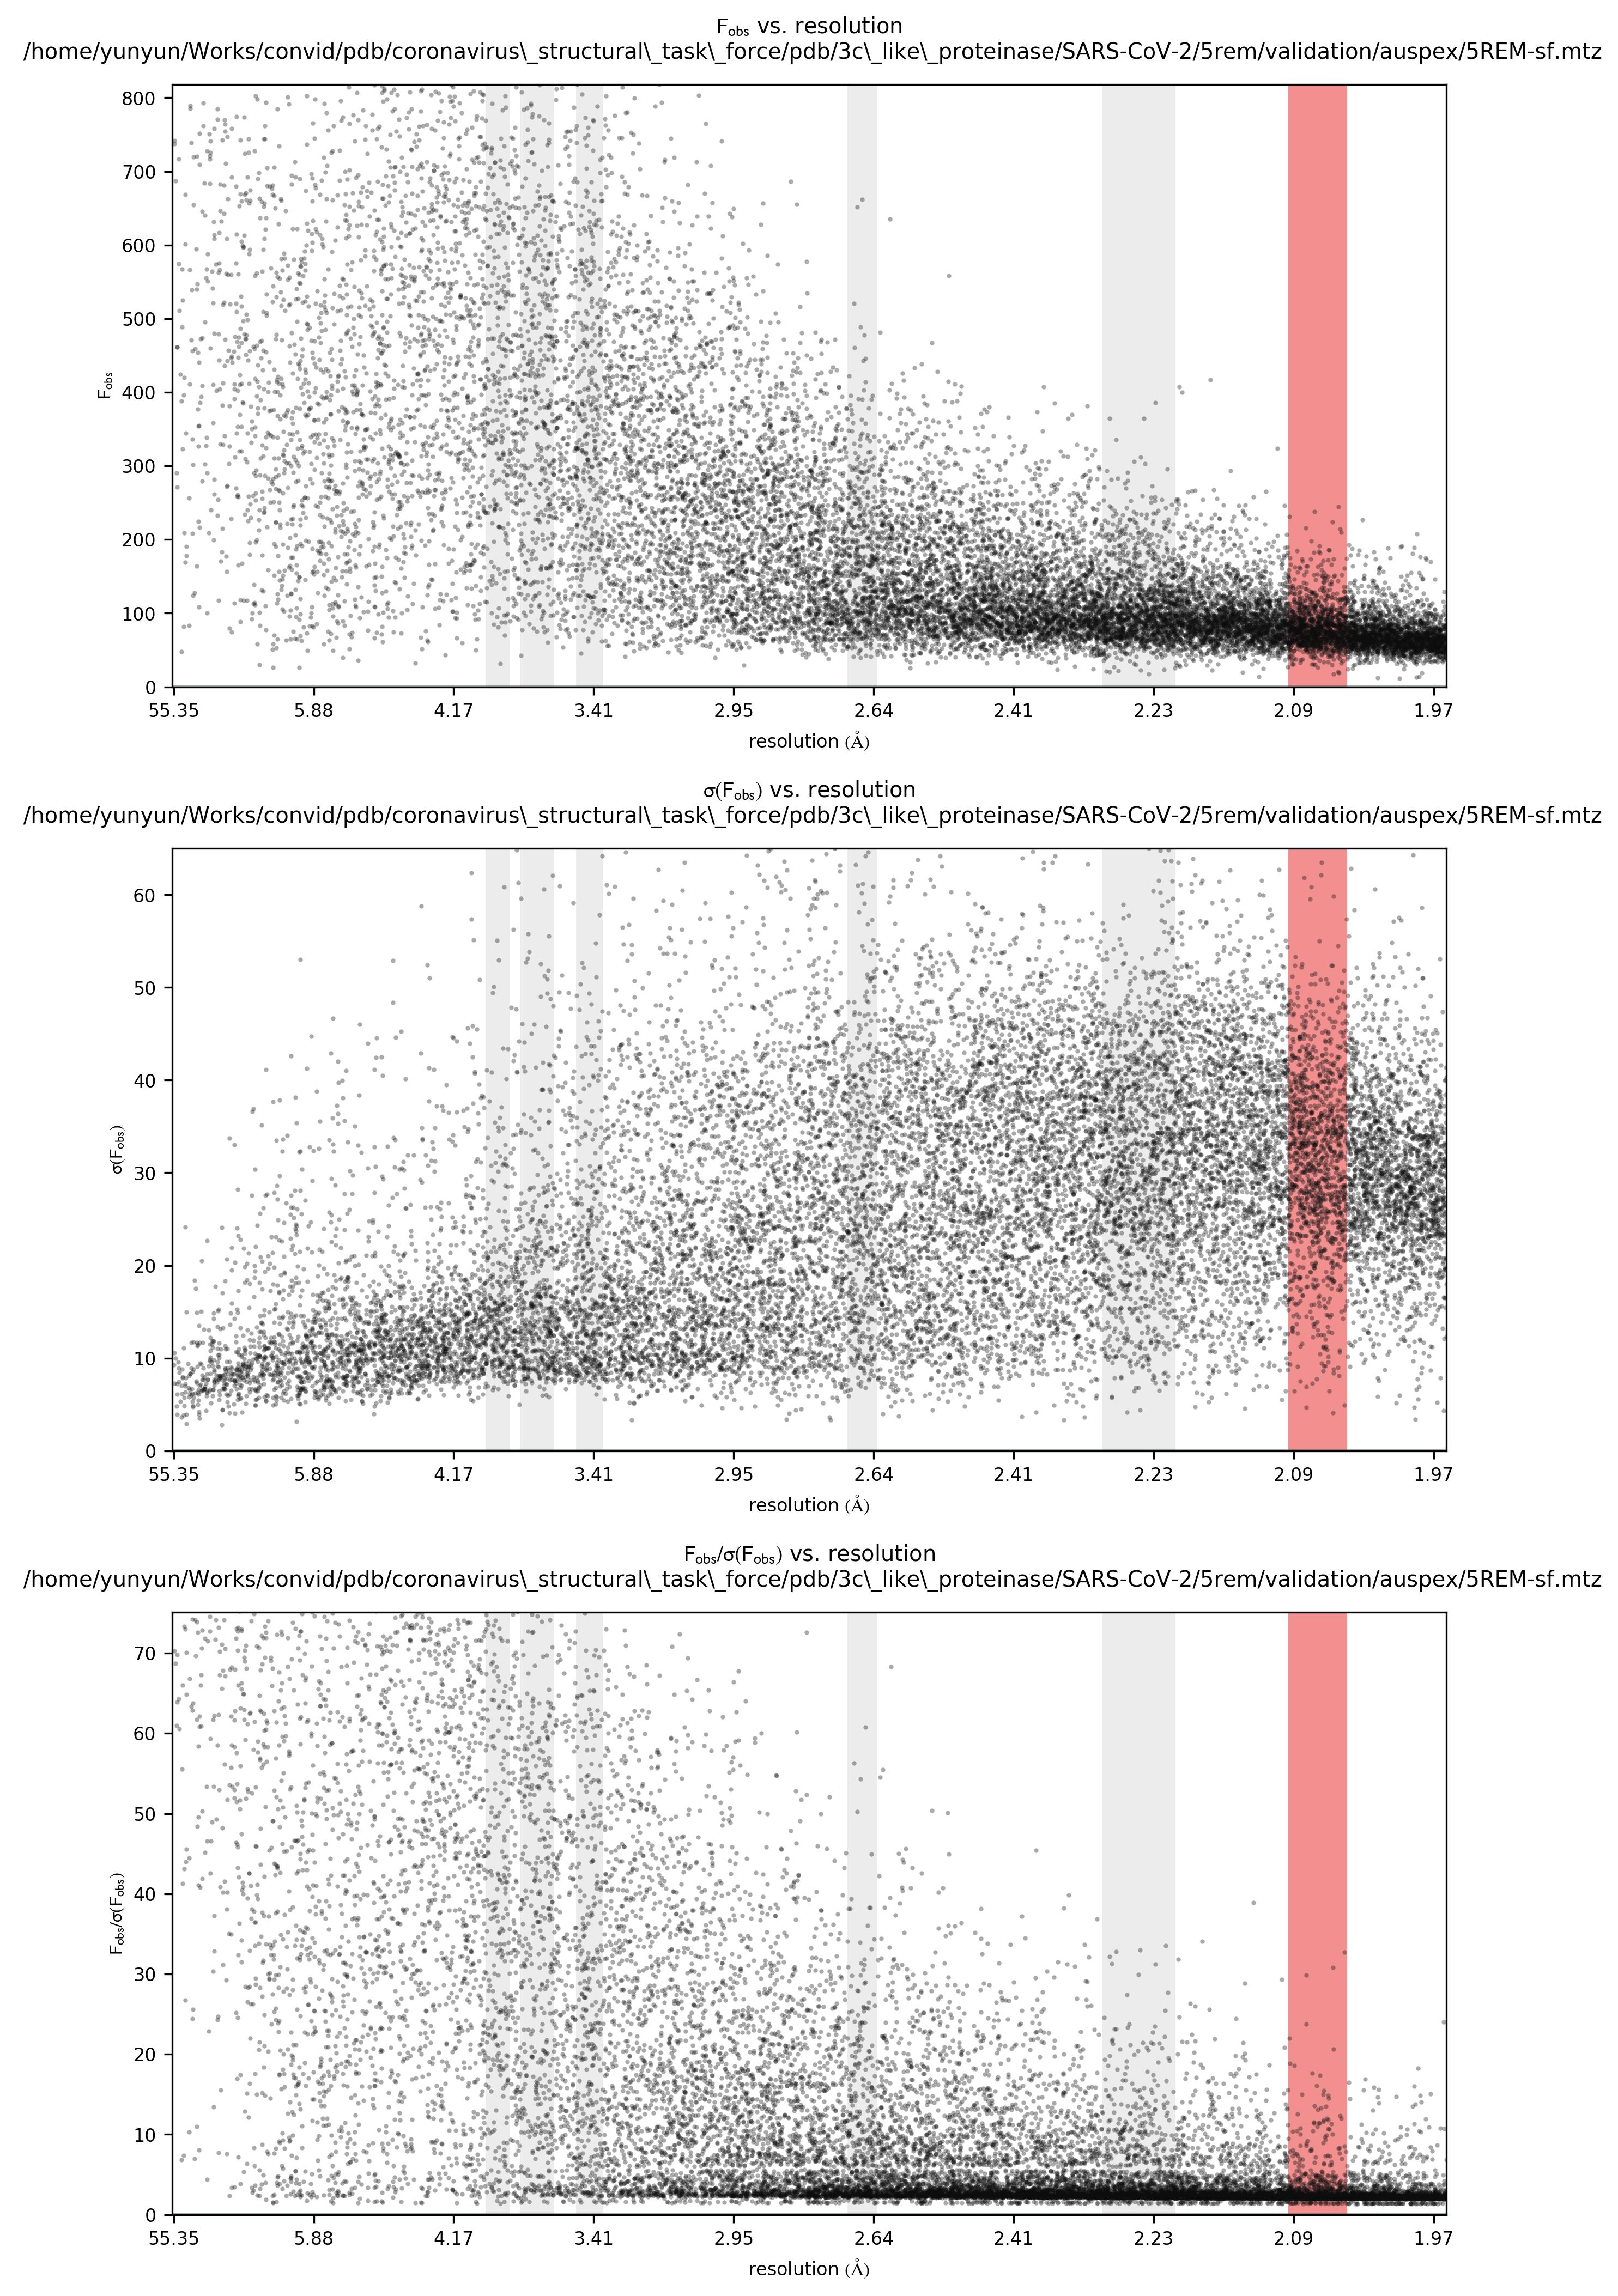 Fobs vs. resolution
/home/yunyun/Works/convid/pdb/coronavirus\_structural\_task\_force/pdb/3c\_like\_proteinase/SARS-CoV-2/5rem/validation/auspex/5REM-sf.mtz
800
700
600
500
400
300
200
100
0
Fobs
55.35 5.88 4.17 3.41 2.95 2.64 2.41 2.23 2.09 1.97
resolution (Å)
σ(Fobs) vs. resolution
/home/yunyun/Works/convid/pdb/coronavirus\_structural\_task\_force/pdb/3c\_like\_proteinase/SARS-CoV-2/5rem/validation/auspex/5REM-sf.mtz
60
50
40
30
20
10
0
σ(Fobs)
55.35 5.88 4.17 3.41 2.95 2.64 2.41 2.23 2.09 1.97
resolution (Å)
Fobs/σ(Fobs) vs. resolution
/home/yunyun/Works/convid/pdb/coronavirus\_structural\_task\_force/pdb/3c\_like\_proteinase/SARS-CoV-2/5rem/validation/auspex/5REM-sf.mtz
70
60
50
40
30
20
10
0
Fobs/σ(Fobs)
55.35 5.88 4.17 3.41 2.95 2.64 2.41 2.23 2.09 1.97
resolution (Å)